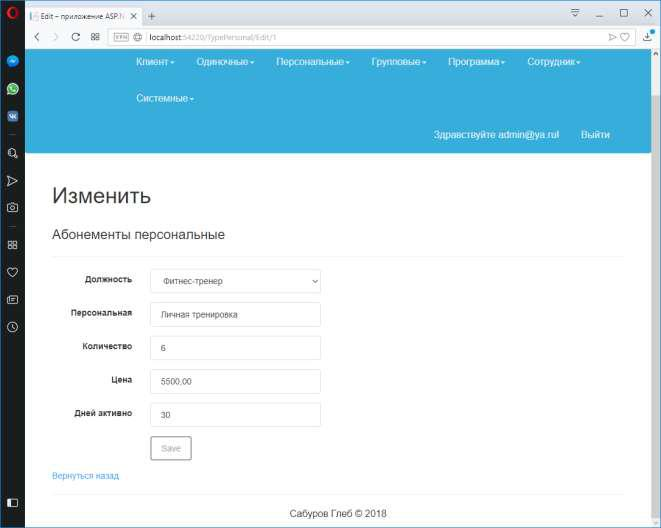 Edit – приложение ASP.N
VPN localhost:54220/TypePersonal/Edit/1
Клиент Одиночные Персональные Групповые Программа Сотрудник
Системные
Здравствуйте admin@ya.ru! Выйти
Изменить
Абонементы персональные
Должность Фитнес-тренер
Персональная Личная тренировка
Количество 6
Цена 5500,00
Дней активно 30
Save
Вернуться назад
Сабуров Глеб © 2018